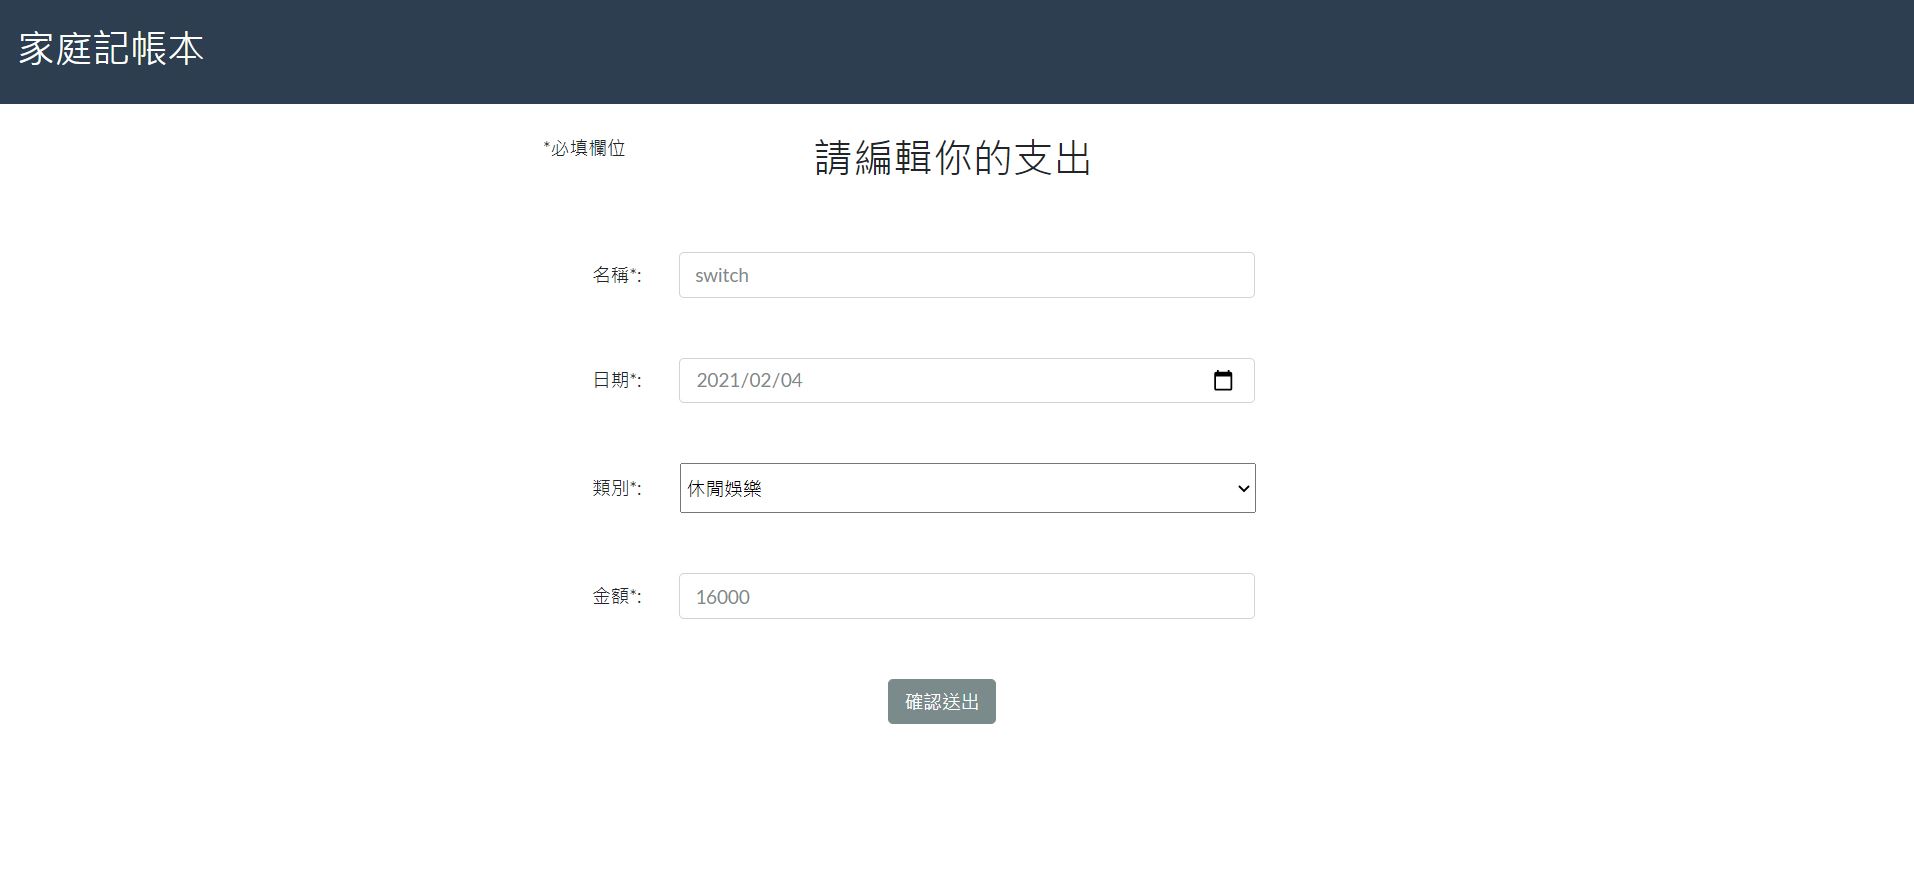 家庭記帳本
*必填欄位
請編輯你的支出
名稱*: switch
日期*: 2021/02/04
類別*: 休閒娛樂
金額*: 16000
確認送出